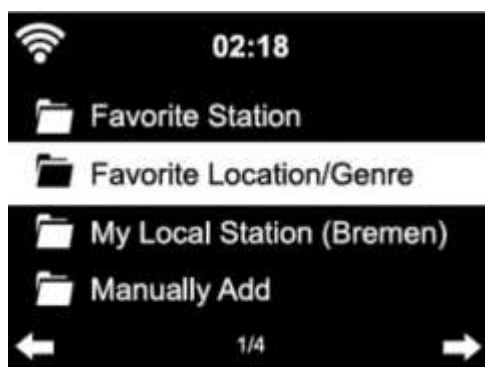 02:18
Favorite Station
Favorite Location/Genre
My Local Station (Bremen)
Manually Add
1/4